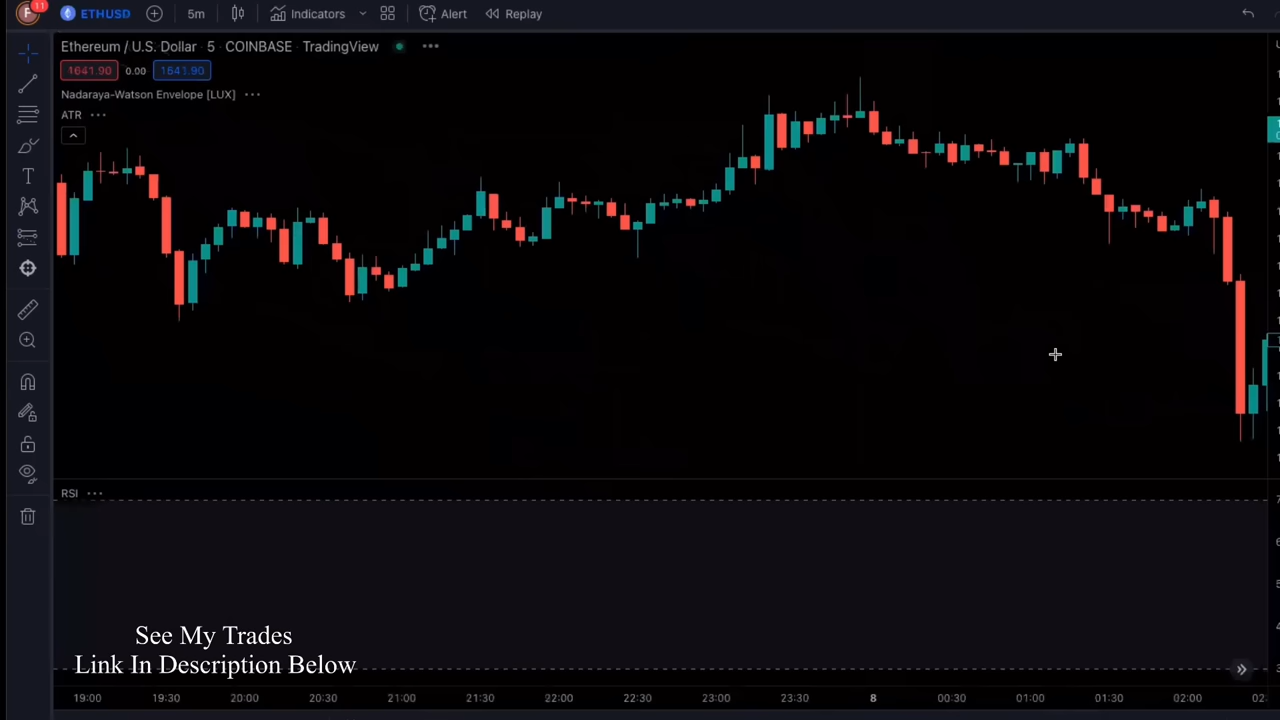 11
ETHUSD 5m Indicators Alert Replay
Ethereum / U.S. Dollar · 5 · COINBASE · TradingView
1641.90 0.00 1641.90
Nadaraya-Watson Envelope [LUX]
ATR
RSI
See My Trades
Link In Description Below
19:00 19:30 20:00 20:30 21:00 21:30 22:00 22:30 23:00 23:30 8 00:30 01:00 01:30 02:00